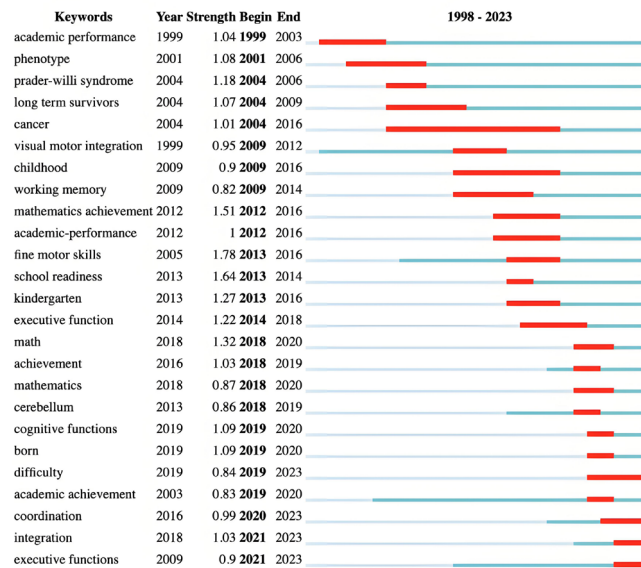 Keywords Year Strength Begin End 1998 - 2023
academic performance 1999 1.04 1999 2003
phenotype 2001 1.08 2001 2006
prader-willi syndrome 2004 1.18 2004 2006
long term survivors 2004 1.07 2004 2009
cancer 2004 1.01 2004 2016
visual motor integration 1999 0.95 2009 2012
childhood 2009 0.9 2009 2016
working memory 2009 0.82 2009 2014
mathematics achievement 2012 1.51 2012 2016
academic-performance 2012 1 2012 2016
fine motor skills 2005 1.78 2013 2016
school readiness 2013 1.64 2013 2014
kindergarten 2013 1.27 2013 2016
executive function 2014 1.22 2014 2018
math 2018 1.32 2018 2020
achievement 2016 1.03 2018 2019
mathematics 2018 0.87 2018 2020
cerebellum 2013 0.86 2018 2019
cognitive functions 2019 1.09 2019 2020
born 2019 1.09 2019 2020
difficulty 2019 0.84 2019 2023
academic achievement 2003 0.83 2019 2020
coordination 2016 0.99 2020 2023
integration 2018 1.03 2021 2023
executive functions 2009 0.9 2021 2023